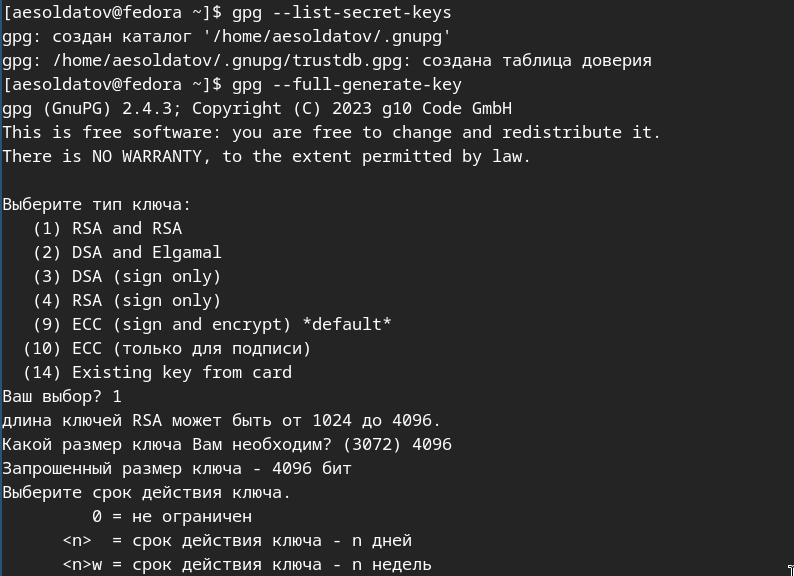 [aesoldatov@fedora ~]$ gpg --list-secret-keys
gpg: создан каталог '/home/aesoldatov/.gnupg'
gpg: /home/aesoldatov/.gnupg/trustdb.gpg: создана таблица доверия
[aesoldatov@fedora ~]$ gpg --full-generate-key
gpg (GnuPG) 2.4.3; Copyright (C) 2023 g10 Code GmbH
This is free software: you are free to change and redistribute it.
There is NO WARRANTY, to the extent permitted by law.

Выберите тип ключа:
   (1) RSA and RSA
   (2) DSA and Elgamal
   (3) DSA (sign only)
   (4) RSA (sign only)
   (9) ECC (sign and encrypt) *default*
  (10) ECC (только для подписи)
  (14) Existing key from card
Ваш выбор? 1
длина ключей RSA может быть от 1024 до 4096.
Какой размер ключа Вам необходим? (3072) 4096
Запрошенный размер ключа - 4096 бит
Выберите срок действия ключа.
         0 = не ограничен
      <n>  = срок действия ключа - n дней
      <n>w = срок действия ключа - n недель